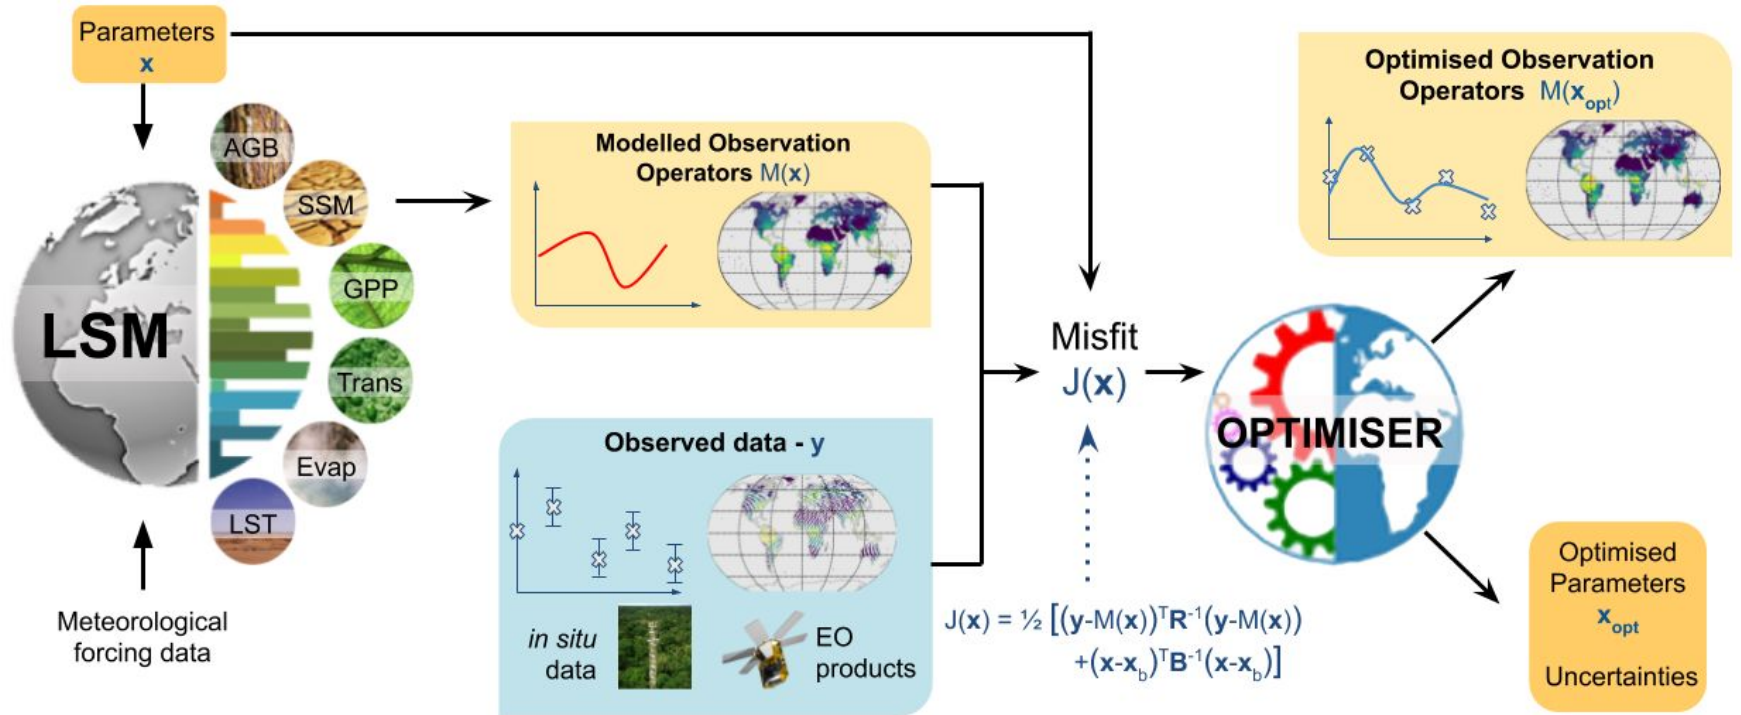 Parameters
x
LSM
AGB
SSM
GPP
Trans
Evap
LST
Meteorological
forcing data
Modelled Observation
Operators M(x)
Observed data - y
in situ
data
EO
products
Misfit
J(x)
J(x) = ½ [(y-M(x))ᵀR⁻¹(y-M(x))
+(x-x_b)ᵀB⁻¹(x-x_b)]
OPTIMISER
Optimised Observation
Operators M(x_opt)
Optimised
Parameters
x_opt
Uncertainties